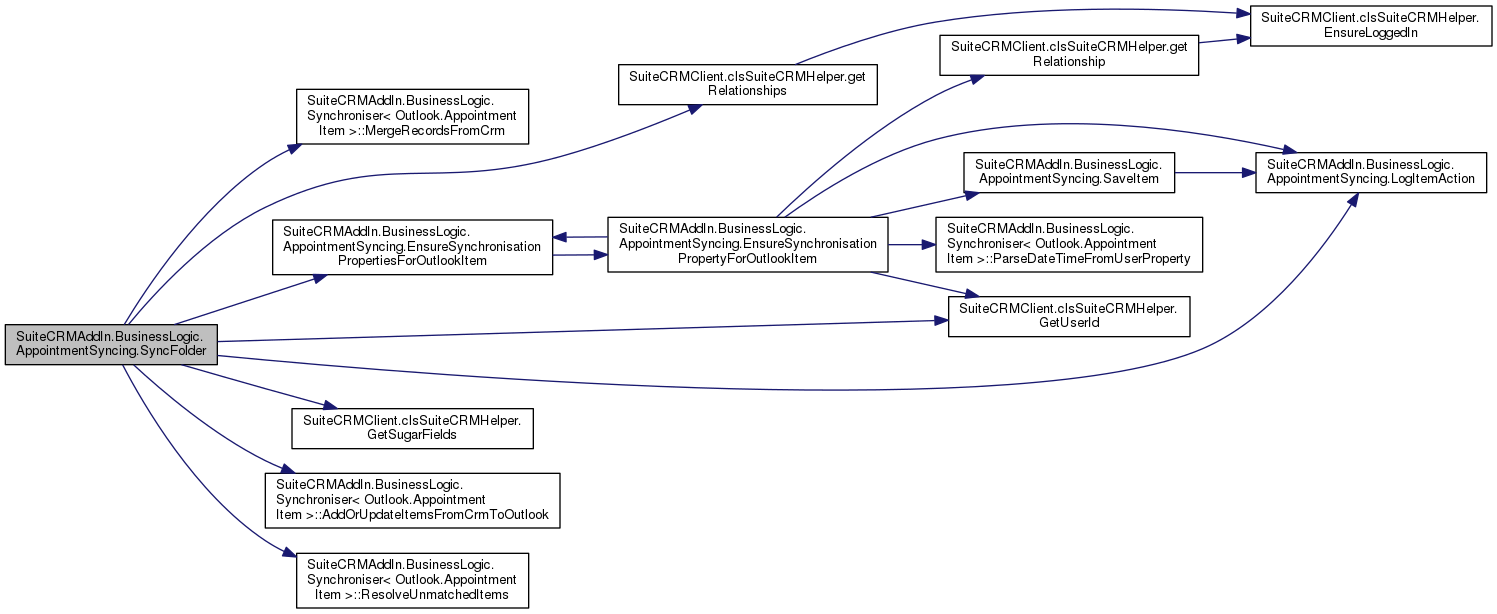 SuiteCRMClient.clsSuiteCRMHelper.
EnsureLoggedIn
SuiteCRMClient.clsSuiteCRMHelper.get
Relationship
SuiteCRMClient.clsSuiteCRMHelper.get
Relationships
SuiteCRMAddIn.BusinessLogic.
Synchroniser< Outlook.Appointment
Item >::MergeRecordsFromCrm
SuiteCRMAddIn.BusinessLogic.
AppointmentSyncing.SaveItem
SuiteCRMAddIn.BusinessLogic.
AppointmentSyncing.LogItemAction
SuiteCRMAddIn.BusinessLogic.
AppointmentSyncing.EnsureSynchronisation
PropertiesForOutlookItem
SuiteCRMAddIn.BusinessLogic.
AppointmentSyncing.EnsureSynchronisation
PropertyForOutlookItem
SuiteCRMAddIn.BusinessLogic.
Synchroniser< Outlook.Appointment
Item >::ParseDateTimeFromUserProperty
SuiteCRMClient.clsSuiteCRMHelper.
GetUserId
SuiteCRMAddIn.BusinessLogic.
AppointmentSyncing.SyncFolder
SuiteCRMClient.clsSuiteCRMHelper.
GetSugarFields
SuiteCRMAddIn.BusinessLogic.
Synchroniser< Outlook.Appointment
Item >::AddOrUpdateItemsFromCrmToOutlook
SuiteCRMAddIn.BusinessLogic.
Synchroniser< Outlook.Appointment
Item >::ResolveUnmatchedItems